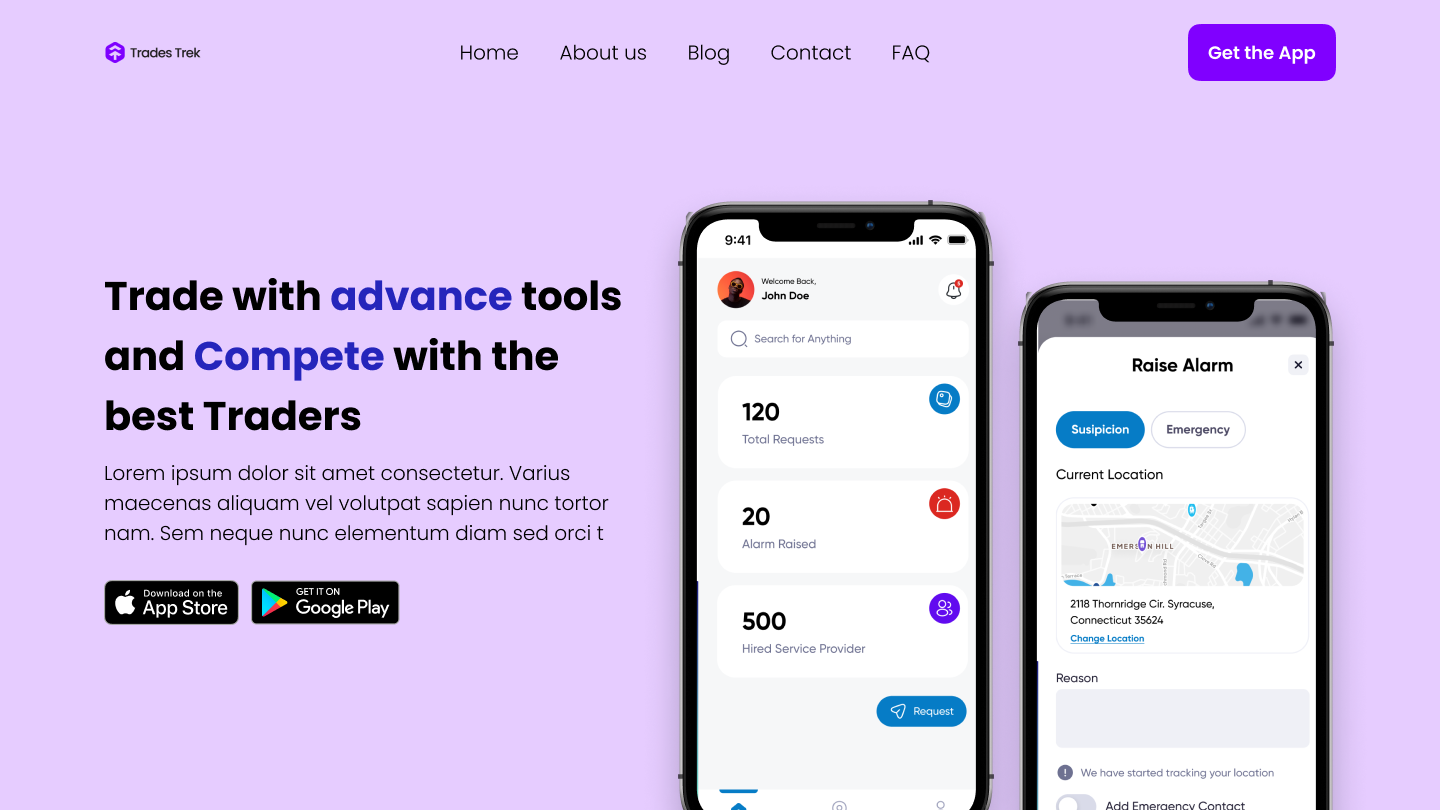 Trades Trek
Home About us Blog Contact FAQ
Get the App
Trade with advance tools
and Compete with the
best Traders
Lorem ipsum dolor sit amet consectetur. Varius
maecenas aliquam vel volutpat sapien nunc tortor
nam. Sem neque nunc elementum diam sed orci t
Download on the
App Store
GET IT ON
Google Play
9:41
Welcome Back,
John Doe
Search for Anything
120
Total Requests
20
Alarm Raised
500
Hired Service Provider
Request
Raise Alarm
Susipicion
Emergency
Current Location
EMERSON HILL
2118 Thornridge Cir. Syracuse,
Connecticut 35624
Change Location
Reason
We have started tracking your location
Add Emergency Contact